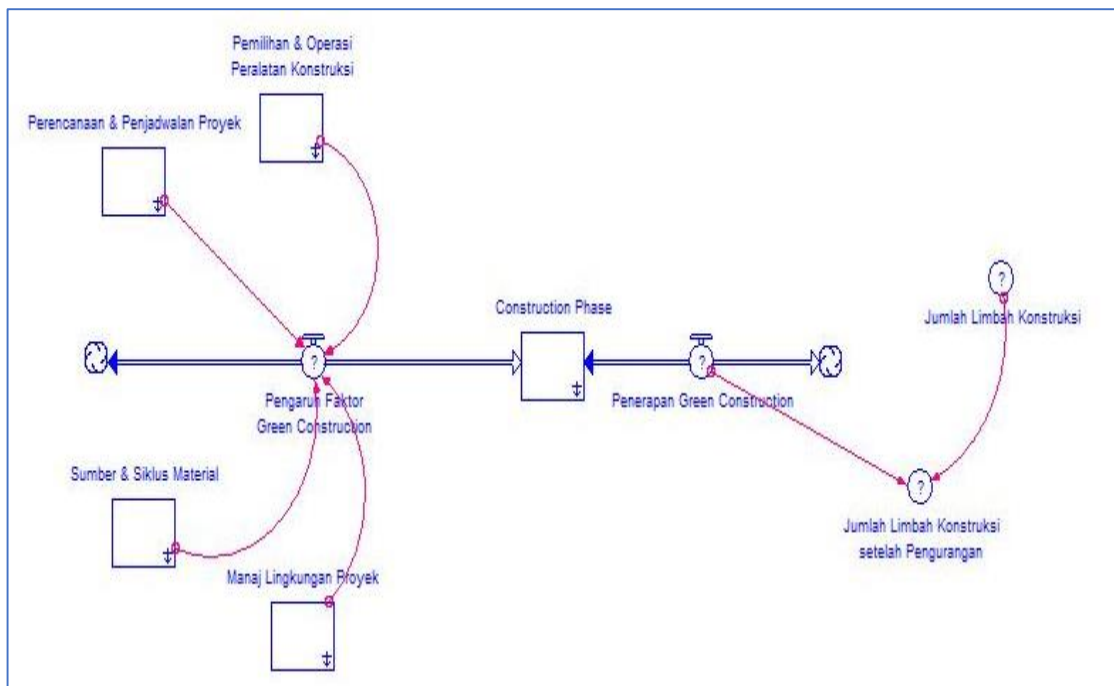 Pemilihan & Operasi
Peralatan Konstruksi
Perencanaan & Penjadwalan Proyek
Construction Phase
Jumlah Limbah Konstruksi
?
?
?
Pengaruh Faktor
Green Construction
Penerapan Green Construction
Sumber & Siklus Material
?
Jumlah Limbah Konstruksi
setelah Pengurangan
Manaj Lingkungan Proyek